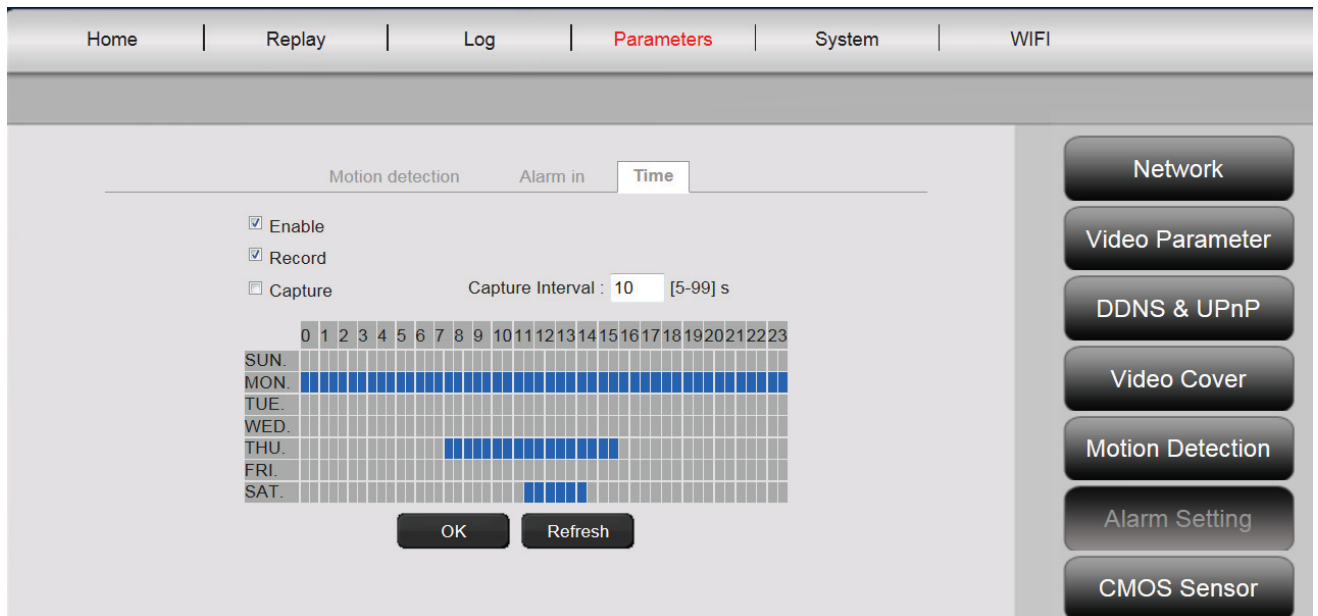 Home | Replay | Log | Parameters | System | WIFI
Motion detection Alarm in Time
Enable
Record
Capture Capture Interval : 10 [5-99] s
0 1 2 3 4 5 6 7 8 9 10 11 12 13 14 15 16 17 18 19 20 21 22 23
SUN.
MON.
TUE.
WED.
THU.
FRI.
SAT.
OK Refresh
Network
Video Parameter
DDNS & UPnP
Video Cover
Motion Detection
Alarm Setting
CMOS Sensor